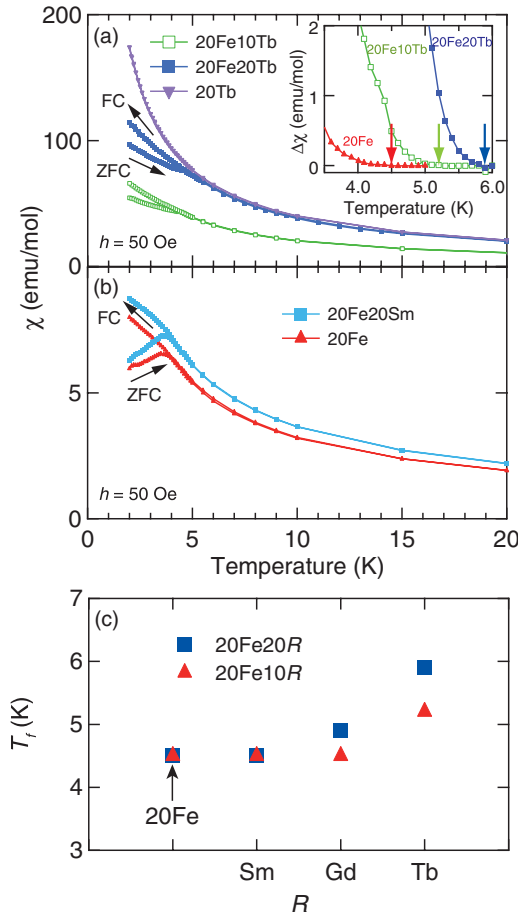 (a)
20Fe10Tb
20Fe20Tb
20Tb
FC
ZFC
h = 50 Oe
200
100
0
20Fe10Tb
20Fe20Tb
20Fe
2
1
0
Δχ (emu/mol)
4.0
5.0
6.0
Temperature (K)
χ (emu/mol)
(b)
20Fe20Sm
20Fe
FC
ZFC
h = 50 Oe
5
0
0
5
10
15
20
Temperature (K)
(c)
20Fe20R
20Fe10R
7
6
5
4
3
Tf (K)
20Fe
Sm
Gd
Tb
R